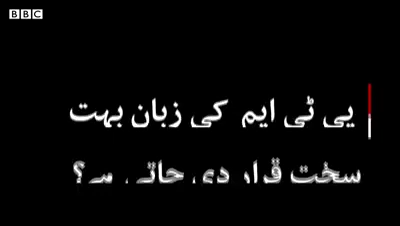 BBC
پی ٹی ایم کی زبان بہت
سخت قرار دی جاتی ہے؟